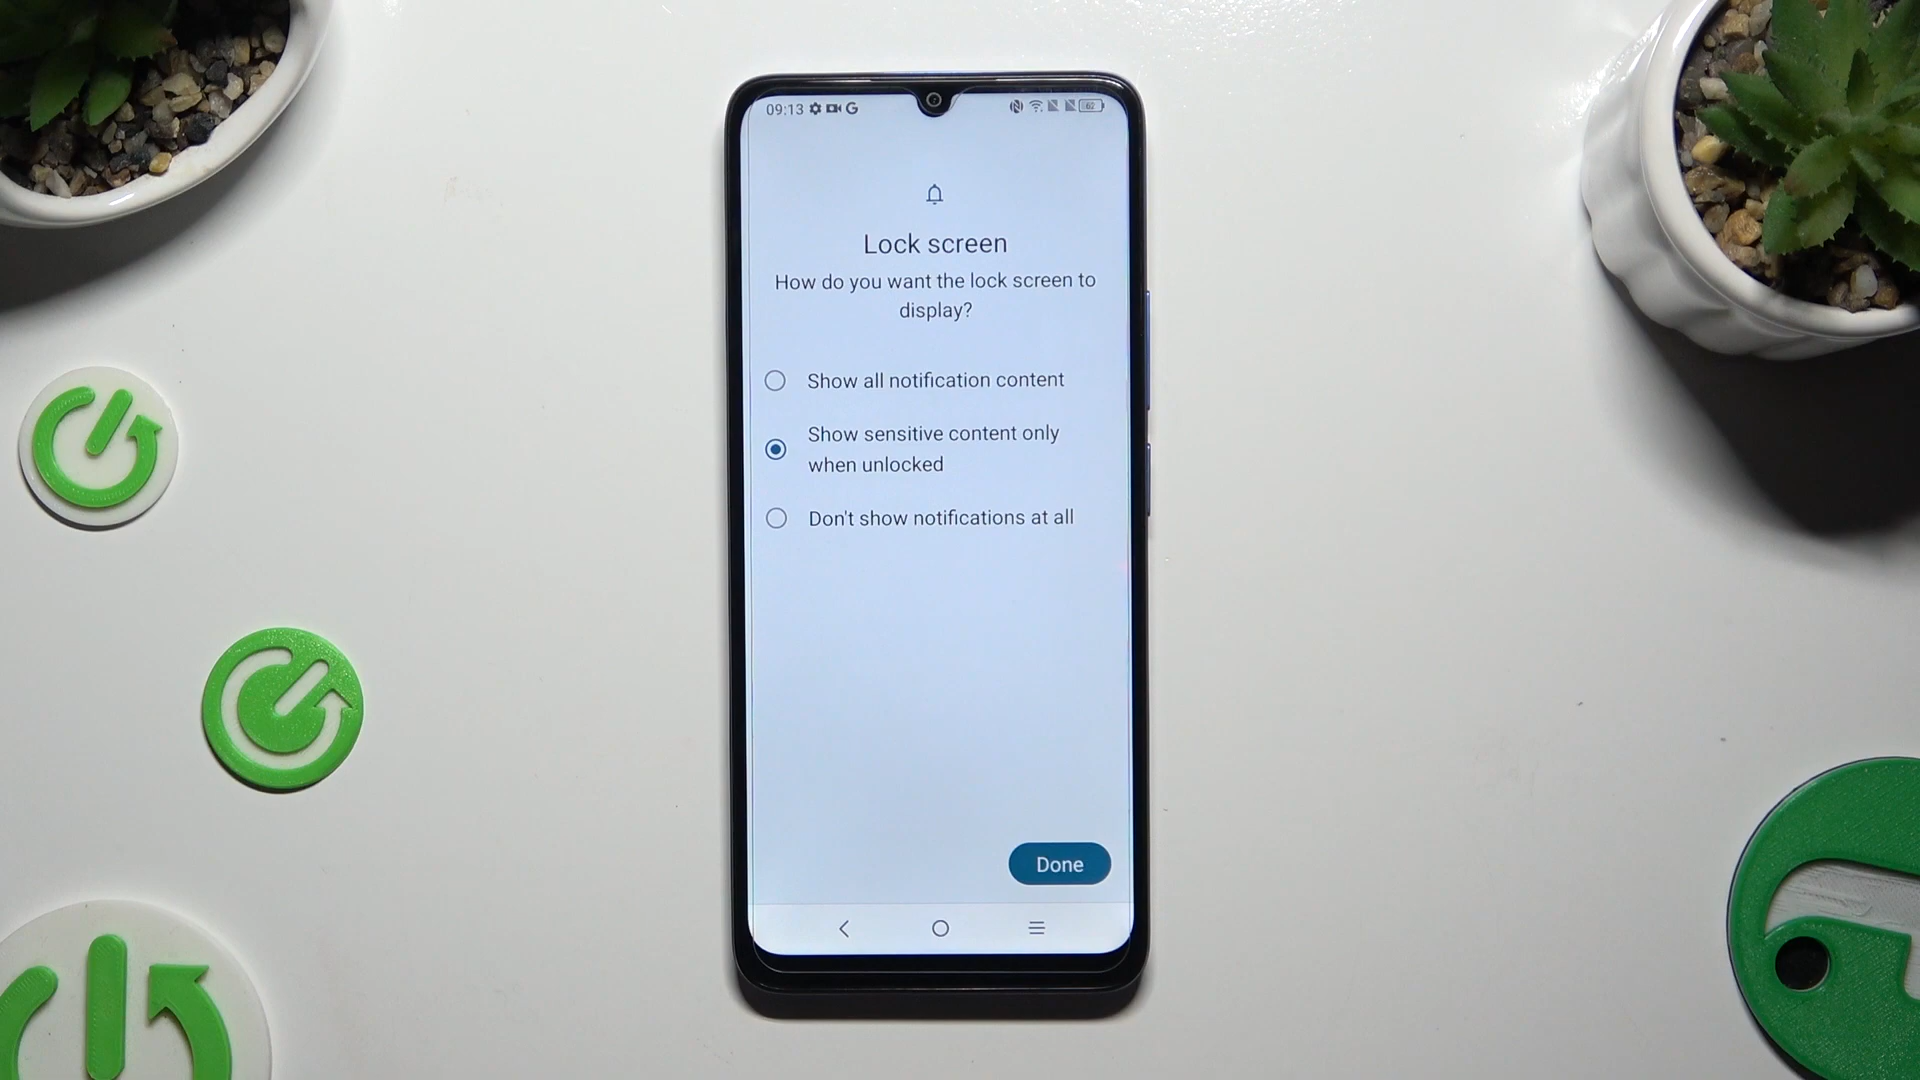 09:13 G 62
Lock screen
How do you want the lock screen to
display?
Show all notification content
Show sensitive content only
when unlocked
Don't show notifications at all
Done